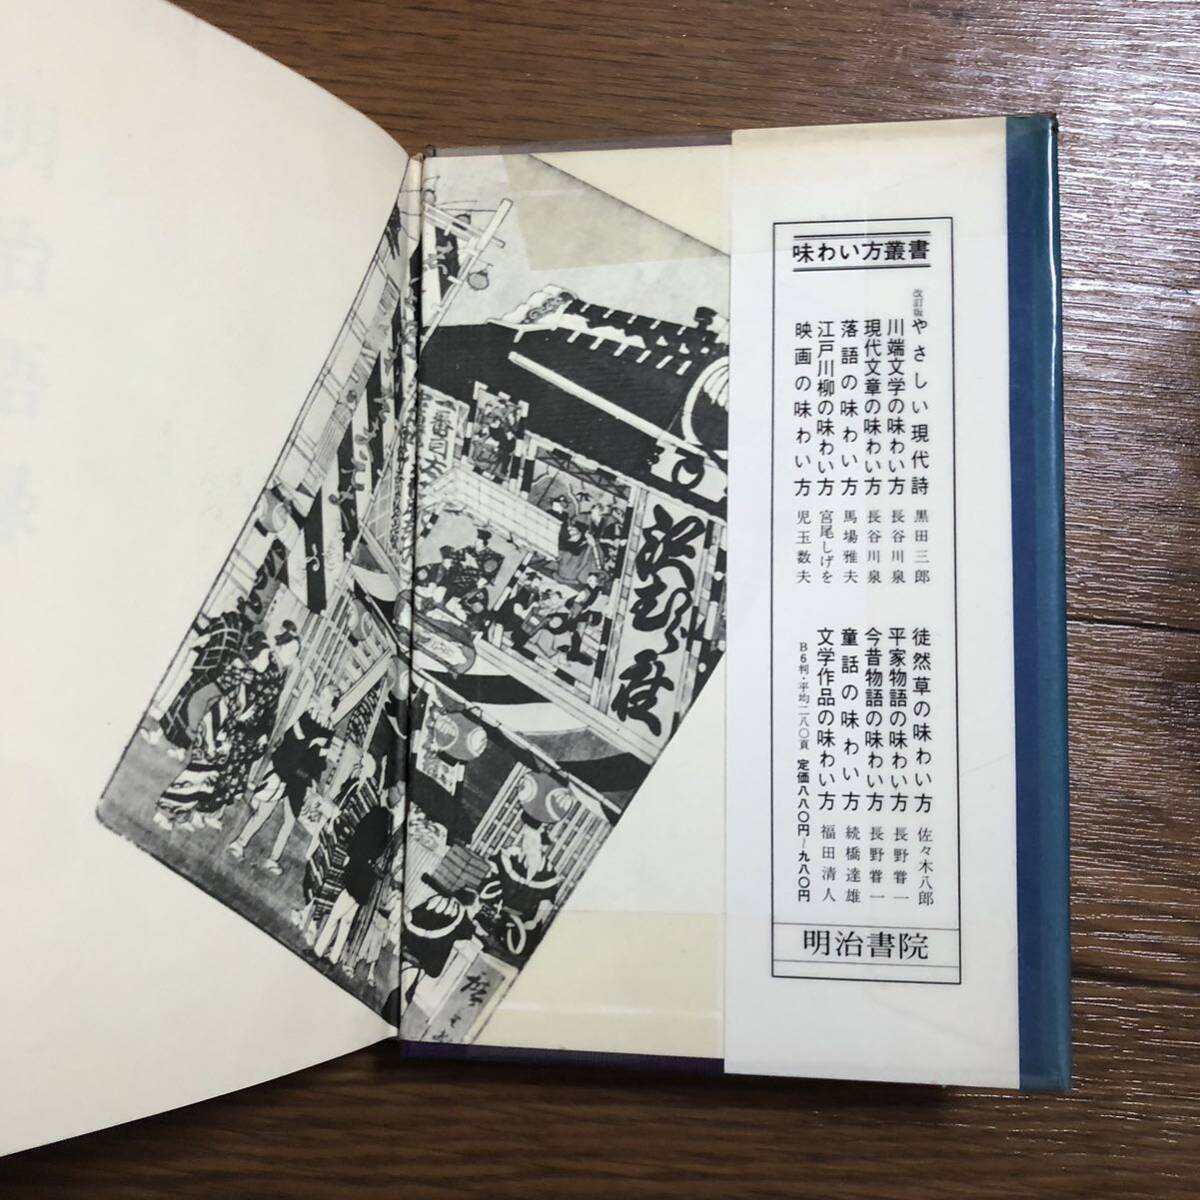 味わい方叢書
改訂版 やさしい現代詩 黒田三郎
川端文学の味わい方 長谷川泉
現代文章の味わい方 長谷川泉
落語の味わい方 馬場雅夫
江戸川柳の味わい方 宮尾しげを
映画の味わい方 児玉数夫
徒然草の味わい方 佐々木八郎
平家物語の味わい方 長野甞一
今昔物語の味わい方 長野甞一
童話の味わい方 続橋達雄
文学作品の味わい方 福田清人
B6判・平均二八〇頁 定価八八〇円～九八〇円
明治書院
二番目